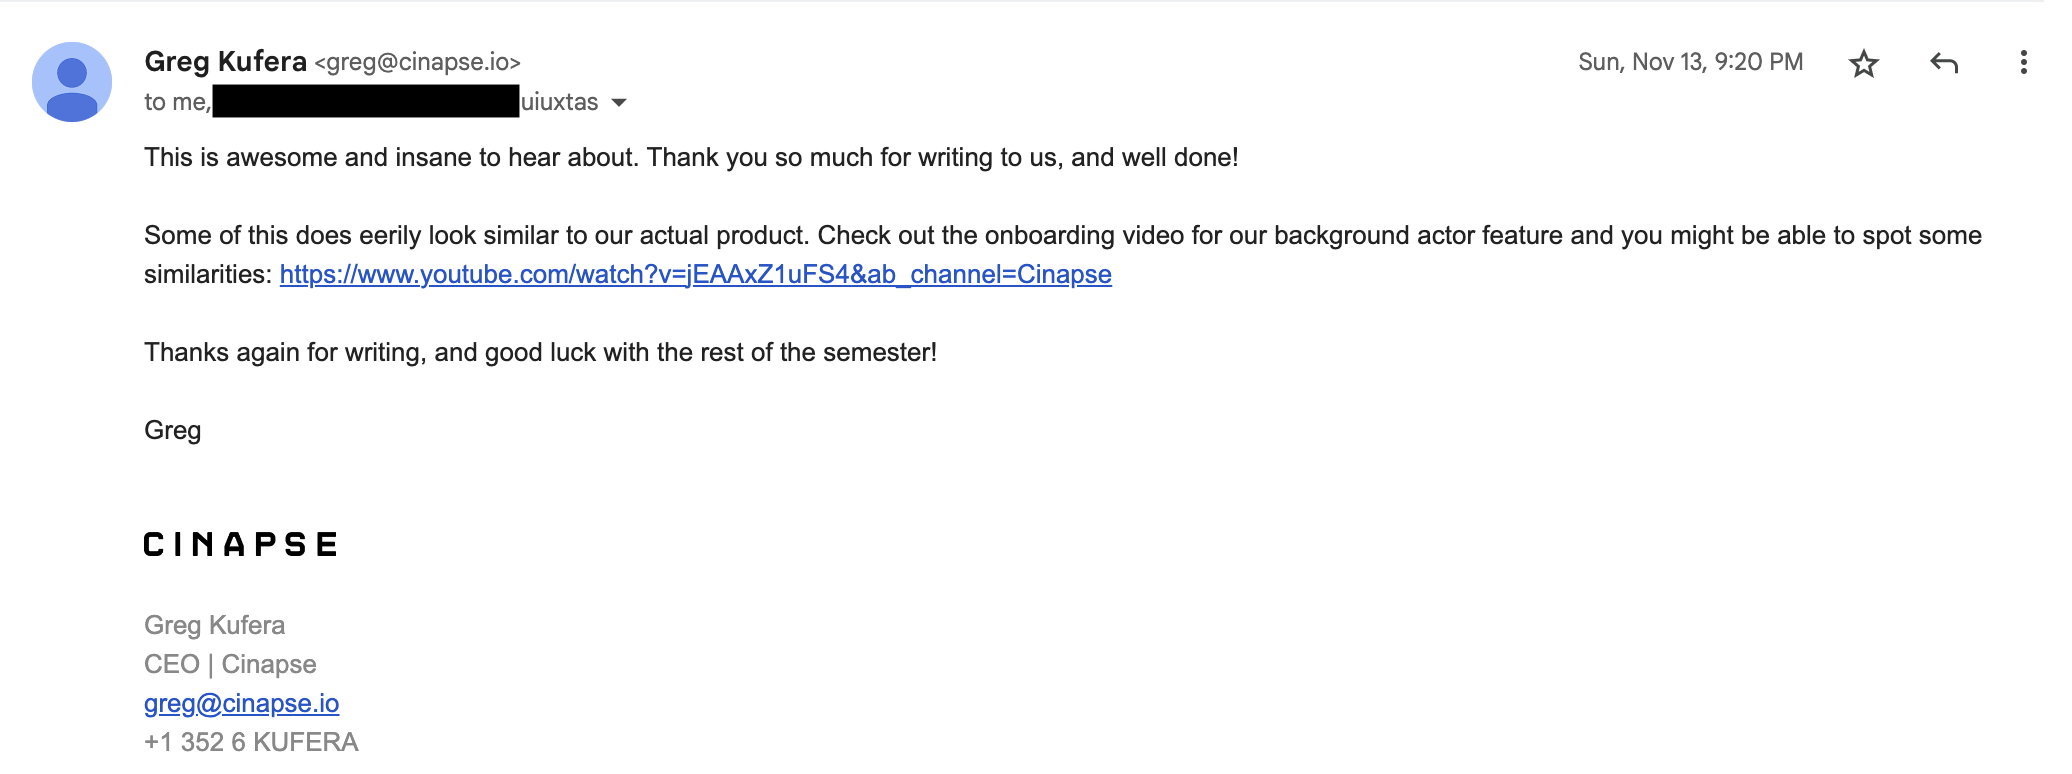 Greg Kufera <greg@cinapse.io>
Sun, Nov 13, 9:20 PM
to me, uiuxtas
This is awesome and insane to hear about. Thank you so much for writing to us, and well done!
Some of this does eerily look similar to our actual product. Check out the onboarding video for our background actor feature and you might be able to spot some
similarities: https://www.youtube.com/watch?v=jEAAxZ1uFS4&ab_channel=Cinapse
Thanks again for writing, and good luck with the rest of the semester!
Greg
CINAPSE
Greg Kufera
CEO | Cinapse
greg@cinapse.io
+1 352 6 KUFERA